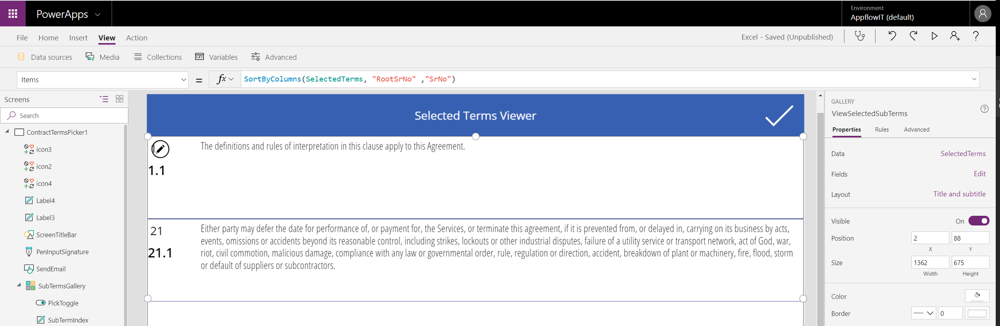 PowerApps
Environment
AppflowIT (default)
File Home Insert View Action
Excel - Saved (Unpublished)
Data sources Media Collections Variables Advanced
Items = fx SortByColumns(SelectedTerms, "RootSrNo" ,"SrNo")
Screens
Search
ContractTermsPicker1
icon3
icon2
icon4
Label4
Label3
ScreenTitleBar
PenInputSignature
SendEmail
SubTermsGallery
PickToggle
SubTermIndex
Selected Terms Viewer
The definitions and rules of interpretation in this clause apply to this Agreement.
1.1
21
Either party may defer the date for performance of, or payment for, the Services, or terminate this agreement, if it is prevented from, or delayed in, carrying on its business by acts,
events, omissions or accidents beyond its reasonable control, including strikes, lockouts or other industrial disputes, failure of a utility service or transport network, act of God, war,
21.1
riot, civil commotion, malicious damage, compliance with any law or governmental order, rule, regulation or direction, accident, breakdown of plant or machinery, fire, flood, storm
or default of suppliers or subcontractors.
GALLERY
ViewSelectedSubTerms
Properties Rules Advanced
Data SelectedTerms
Fields Edit
Layout Title and subtitle
Visible On
Position 2 88
X Y
Size 1362 675
Width Height
Color
Border 0